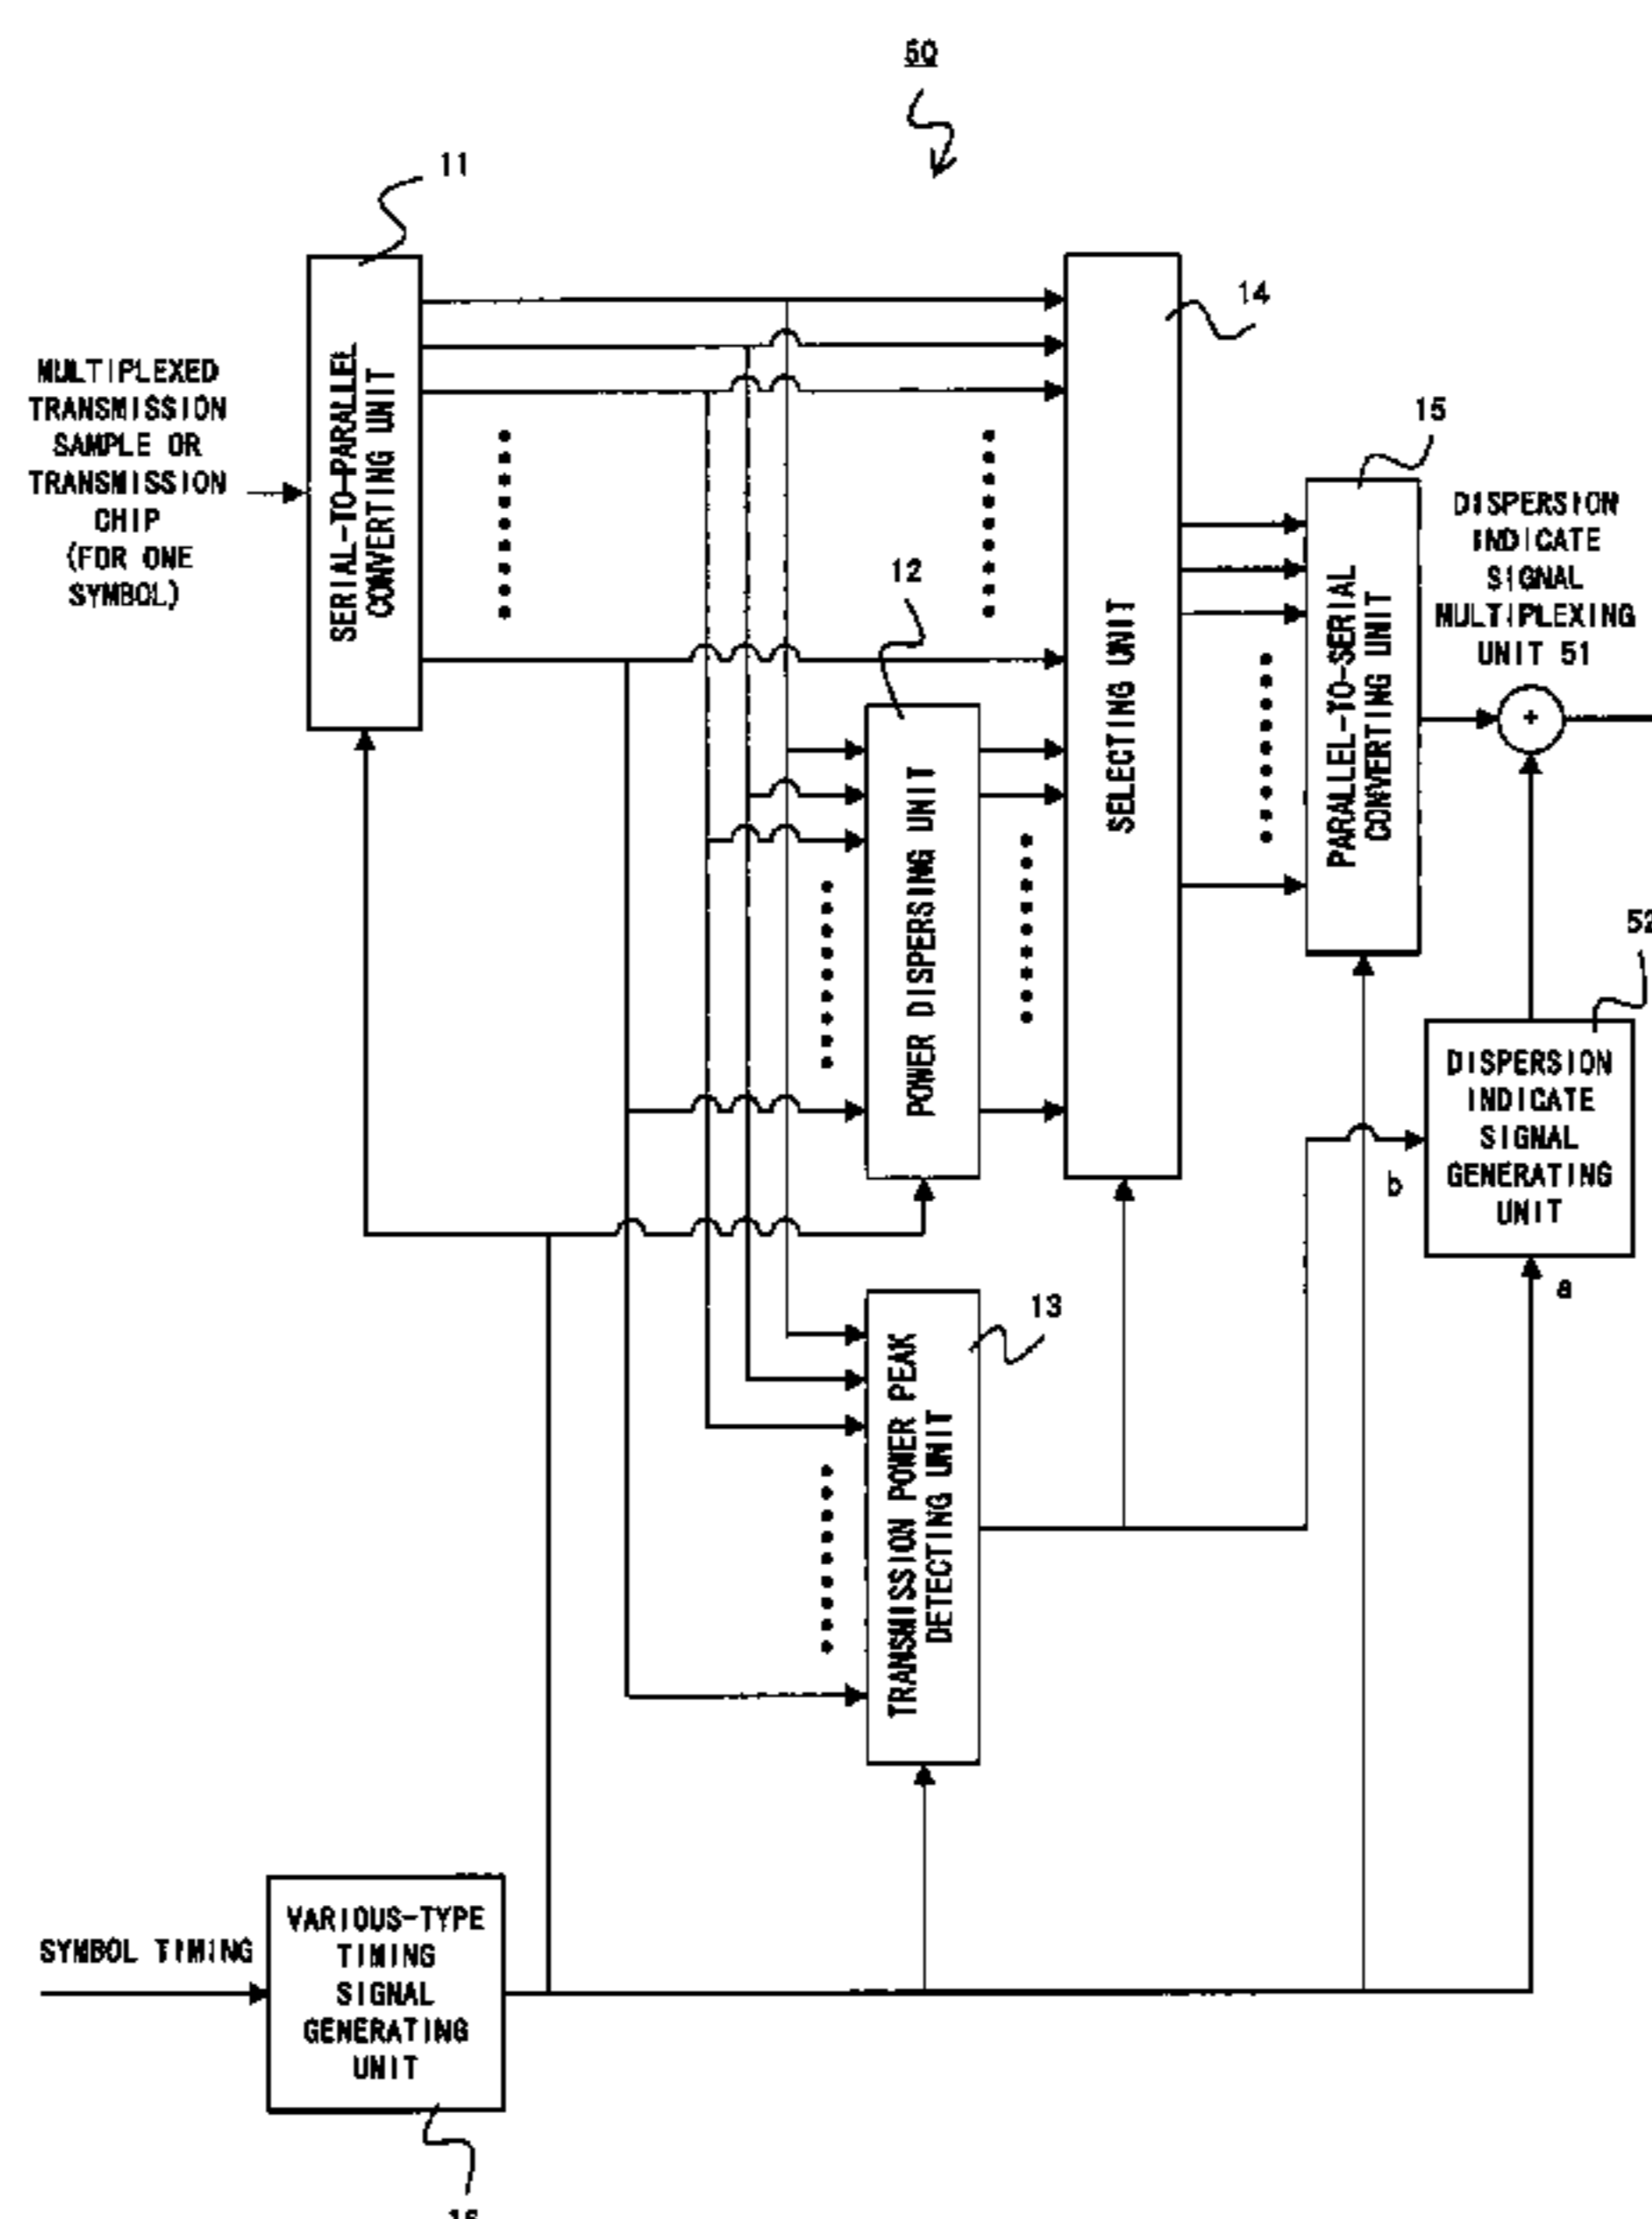 50
11
14
MULTIPLEXED
TRANSMISSION
SAMPLE OR
TRANSMISSION
CHIP
(FOR ONE
SYMBOL)
SERIAL-TO-PARALLEL
CONVERTING UNIT
12
POWER DISPERSING UNIT
SELECTING UNIT
15
PARALLEL-TO-SERIAL
CONVERTING UNIT
DISPERSION
INDICATE
SIGNAL
MULTIPLEXING
UNIT 51
+
52
DISPERSION
INDICATE
SIGNAL
GENERATING
UNIT
b
a
13
TRANSMISSION POWER PEAK
DETECTING UNIT
SYMBOL TIMING
VARIOUS-TYPE
TIMING
SIGNAL
GENERATING
UNIT